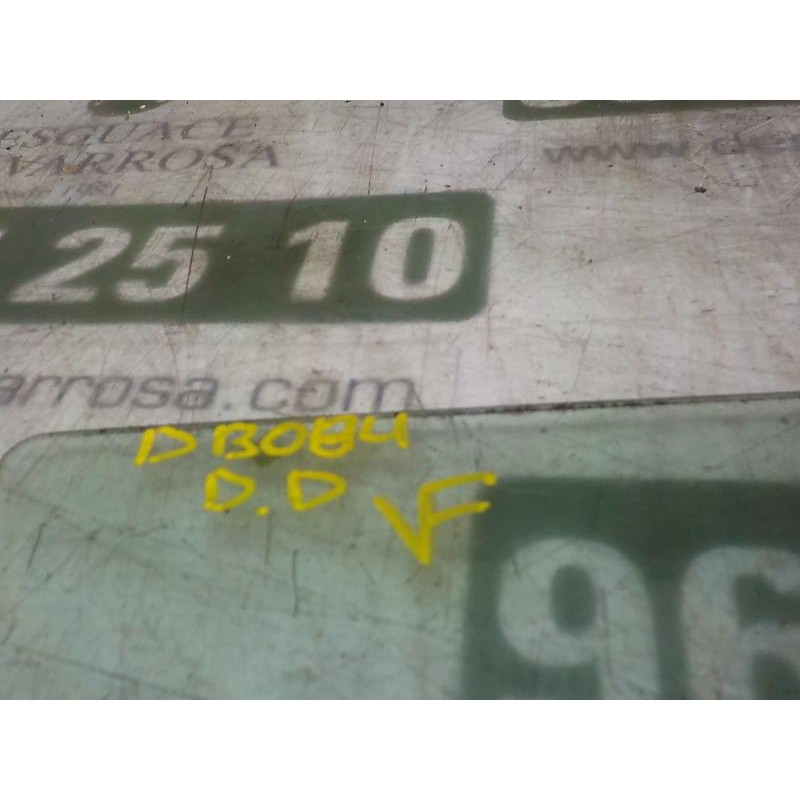 ESGUACE
VARROSA
www.de
25 10
arrosa.com
DB084
D.D VF
96